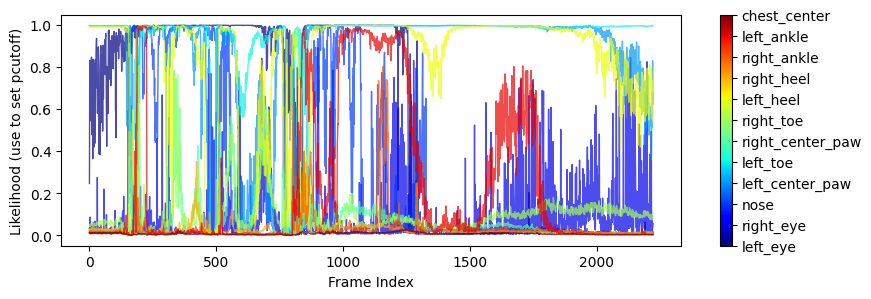 Likelihood (use to set pcutoff)
1.0
0.8
0.6
0.4
0.2
0.0
0
500
1000
1500
2000
Frame Index
chest_center
left_ankle
right_ankle
right_heel
left_heel
right_toe
right_center_paw
left_toe
left_center_paw
nose
right_eye
left_eye